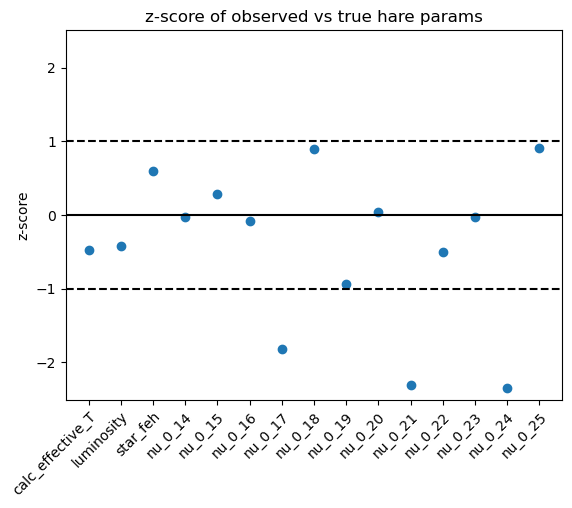 z-score of observed vs true hare params
z-score
2
1
0
−1
−2
calc_effective_T
luminosity
star_feh
nu_0_14
nu_0_15
nu_0_16
nu_0_17
nu_0_18
nu_0_19
nu_0_20
nu_0_21
nu_0_22
nu_0_23
nu_0_24
nu_0_25